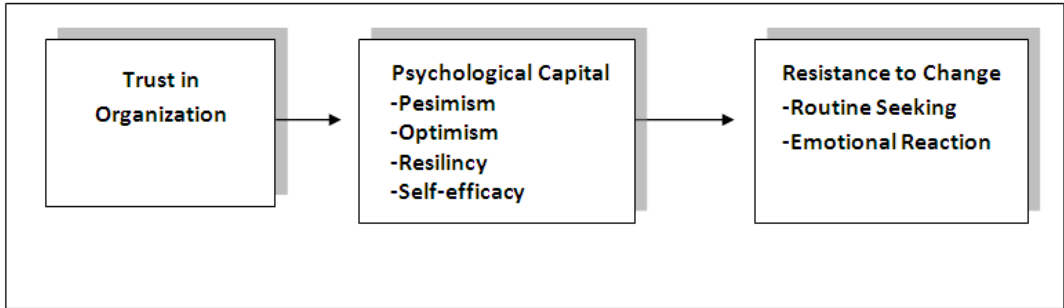 Trust in
Organization
Psychological Capital
-Pesimism
-Optimism
-Resilincy
-Self-efficacy
Resistance to Change
-Routine Seeking
-Emotional Reaction